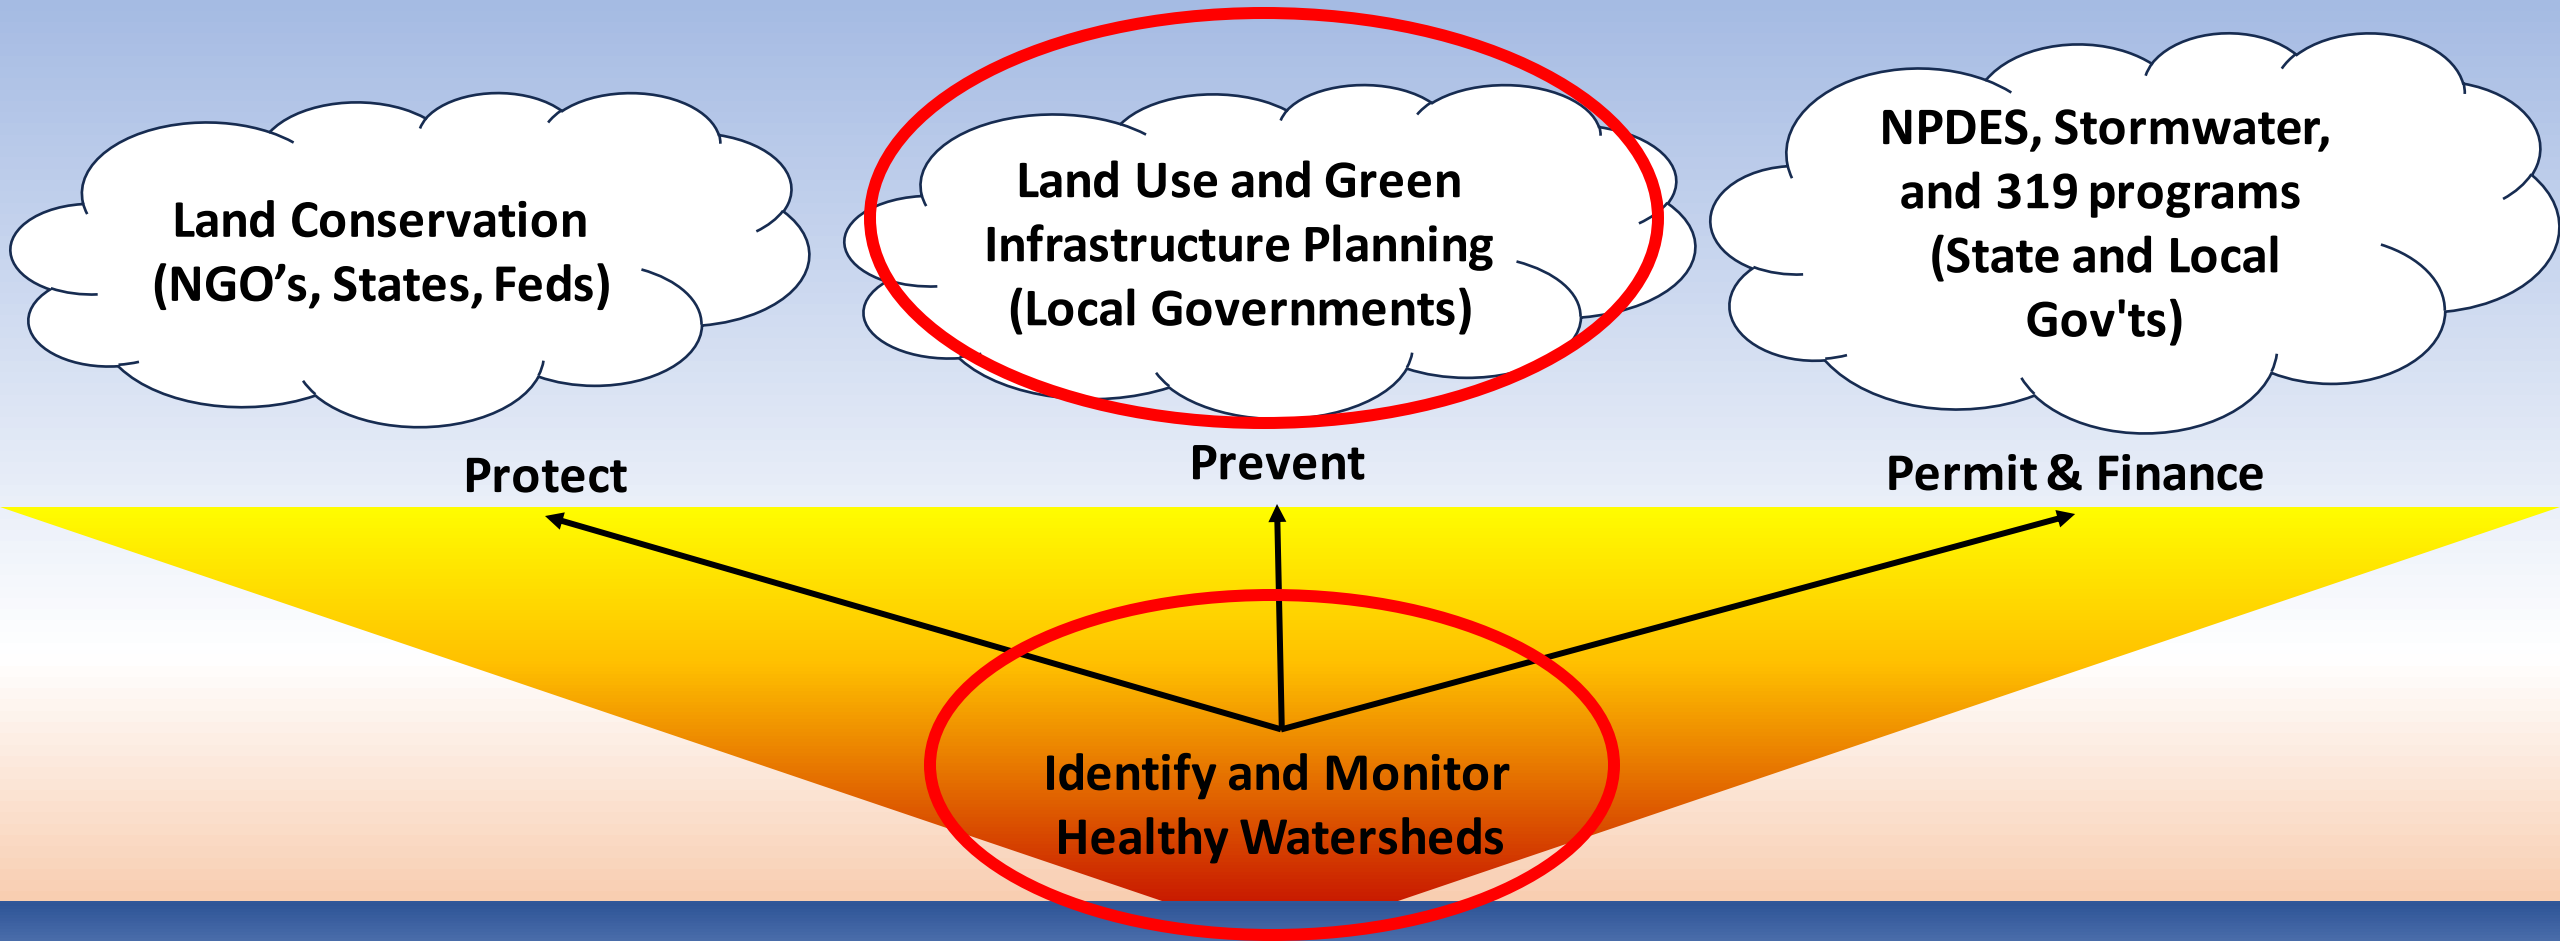 Land Conservation
(NGO’s, States, Feds)
Land Use and Green
Infrastructure Planning
(Local Governments)
NPDES, Stormwater,
and 319 programs
(State and Local
Gov'ts)
Protect
Prevent
Permit & Finance
Identify and Monitor
Healthy Watersheds